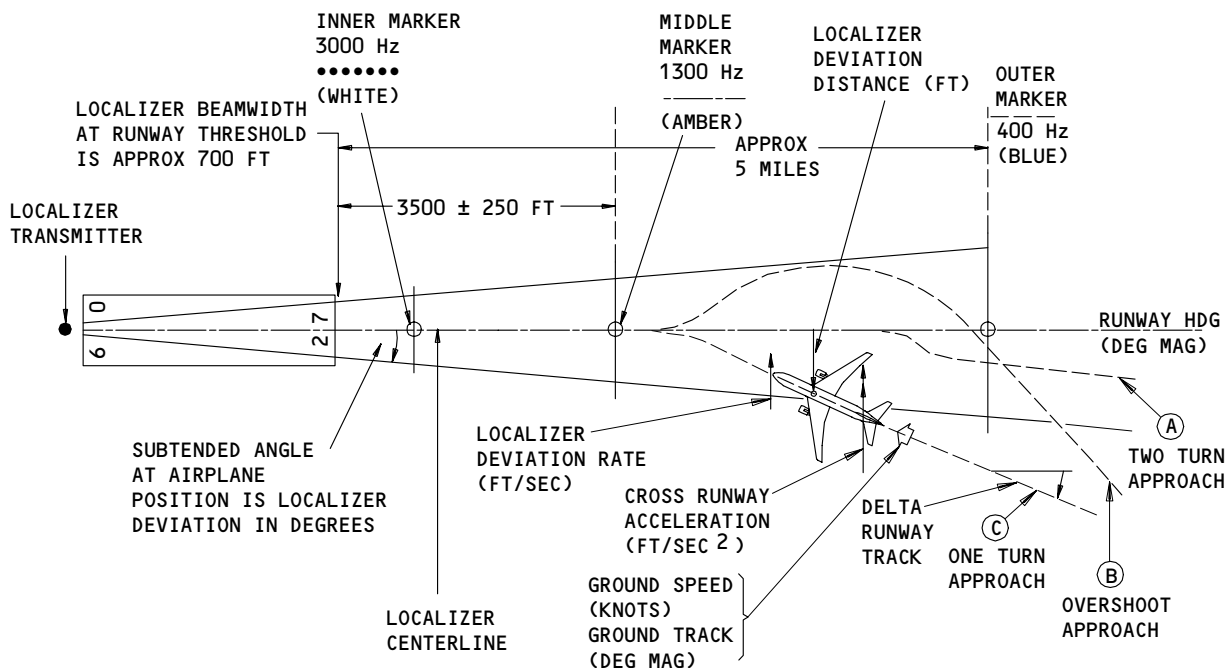 INNER MARKER
3000 Hz
(WHITE)
MIDDLE
MARKER
1300 Hz
(AMBER)
LOCALIZER
DEVIATION
DISTANCE (FT)
OUTER
MARKER
400 Hz
(BLUE)
LOCALIZER BEAMWIDTH
AT RUNWAY THRESHOLD
IS APPROX 700 FT
APPROX
5 MILES
3500 ± 250 FT
LOCALIZER
TRANSMITTER
0
6
2 7
RUNWAY HDG
(DEG MAG)
SUBTENDED ANGLE
AT AIRPLANE
POSITION IS LOCALIZER
DEVIATION IN DEGREES
LOCALIZER
DEVIATION RATE
(FT/SEC)
A
TWO TURN
APPROACH
CROSS RUNWAY
ACCELERATION
(FT/SEC 2)
DELTA
RUNWAY
TRACK
C
ONE TURN
APPROACH
B
OVERSHOOT
APPROACH
GROUND SPEED
(KNOTS)
GROUND TRACK
(DEG MAG)
LOCALIZER
CENTERLINE